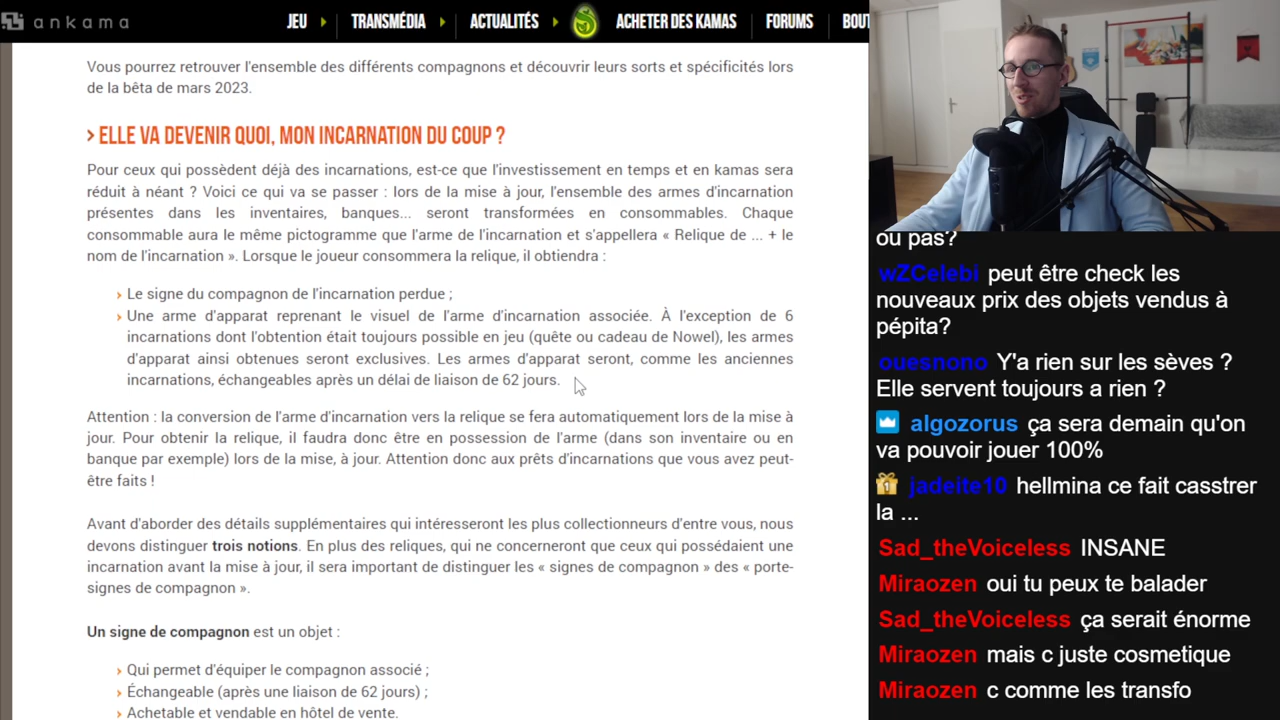 ankama
JEU
TRANSMÉDIA
ACTUALITÉS
ACHETER DES KAMAS
FORUMS
BOUT
Vous pourrez retrouver l'ensemble des différents compagnons et découvrir leurs sorts et spécificités lors
de la bêta de mars 2023.
> ELLE VA DEVENIR QUOI, MON INCARNATION DU COUP ?
Pour ceux qui possèdent déjà des incarnations, est-ce que l'investissement en temps et en kamas sera
réduit à néant ? Voici ce qui va se passer : lors de la mise à jour, l'ensemble des armes d'incarnation
présentes dans les inventaires, banques... seront transformées en consommables. Chaque
consommable aura le même pictogramme que l'arme de l'incarnation et s'appellera « Relique de ... + le
nom de l'incarnation ». Lorsque le joueur consommera la relique, il obtiendra :
› Le signe du compagnon de l'incarnation perdue ;
› Une arme d'apparat reprenant le visuel de l'arme d'incarnation associée. À l'exception de 6
incarnations dont l'obtention était toujours possible en jeu (quête ou cadeau de Nowel), les armes
d'apparat ainsi obtenues seront exclusives. Les armes d'apparat seront, comme les anciennes
incarnations, échangeables après un délai de liaison de 62 jours.
Attention : la conversion de l'arme d'incarnation vers la relique se fera automatiquement lors de la mise à
jour. Pour obtenir la relique, il faudra donc être en possession de l'arme (dans son inventaire ou en
banque par exemple) lors de la mise, à jour. Attention donc aux prêts d'incarnations que vous avez peut-
être faits !
Avant d'aborder des détails supplémentaires qui intéresseront les plus collectionneurs d'entre vous, nous
devons distinguer trois notions. En plus des reliques, qui ne concerneront que ceux qui possédaient une
incarnation avant la mise à jour, il sera important de distinguer les « signes de compagnon » des « porte-
signes de compagnon ».
Un signe de compagnon est un objet :
› Qui permet d'équiper le compagnon associé ;
› Échangeable (après une liaison de 62 jours) ;
› Achetable et vendable en hôtel de vente.
ou pas?
wZCelebi peut être check les
nouveaux prix des objets vendus à
pépita?
ouesnono Y'a rien sur les sèves ?
Elle servent toujours a rien ?
algozorus ça sera demain qu'on
va pouvoir jouer 100%
1 jadeite10 hellmina ce fait casstrer
la ...
Sad_theVoiceless INSANE
Miraozen oui tu peux te balader
Sad_theVoiceless ça serait énorme
Miraozen mais c juste cosmetique
Miraozen c comme les transfo